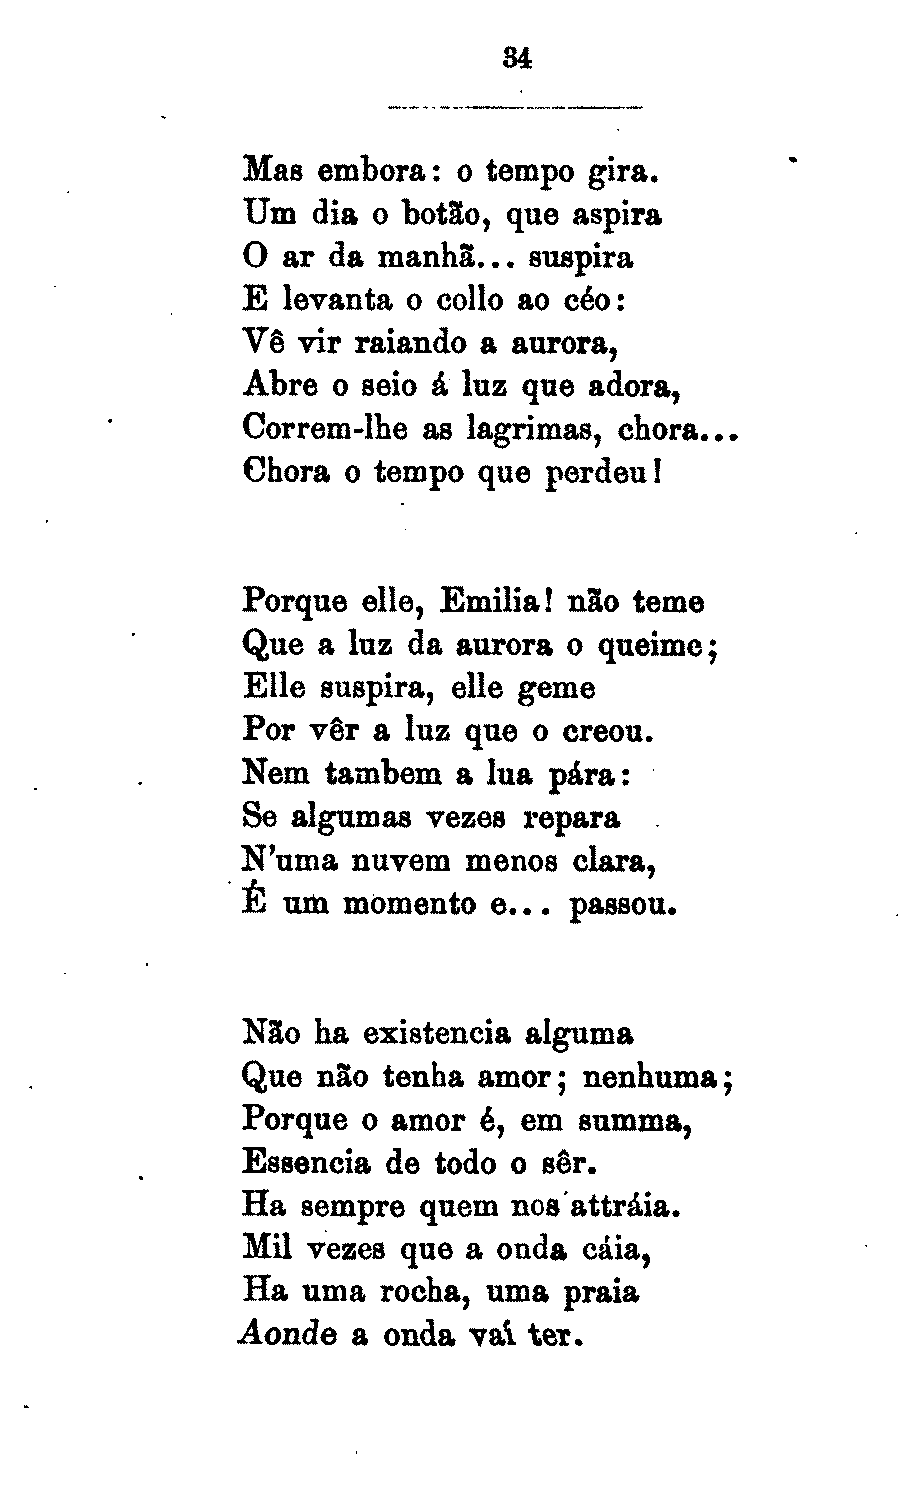 34
Mas embora: o tempo gira.
Um dia o botão, que aspira
O ar da manhã... suspira
E levanta o collo ao céo:
Vê vir raiando a aurora,
Abre o seio á luz que adora,
Correm-lhe as lagrimas, chora...
Chora o tempo que perdeu!
Porque elle, Emilia! não teme
Que a luz da aurora o queime;
Elle suspira, elle geme
Por vêr a luz que o creou.
Nem tambem a lua pára:
Se algumas vezes repara
N'uma nuvem menos clara,
É um momento e... passou.
Não ha existencia alguma
Que não tenha amor; nenhuma;
Porque o amor é, em summa,
Essencia de todo o sêr.
Ha sempre quem nos attráia.
Mil vezes que a onda cáia,
Ha uma rocha, uma praia
Aonde a onda vai ter.